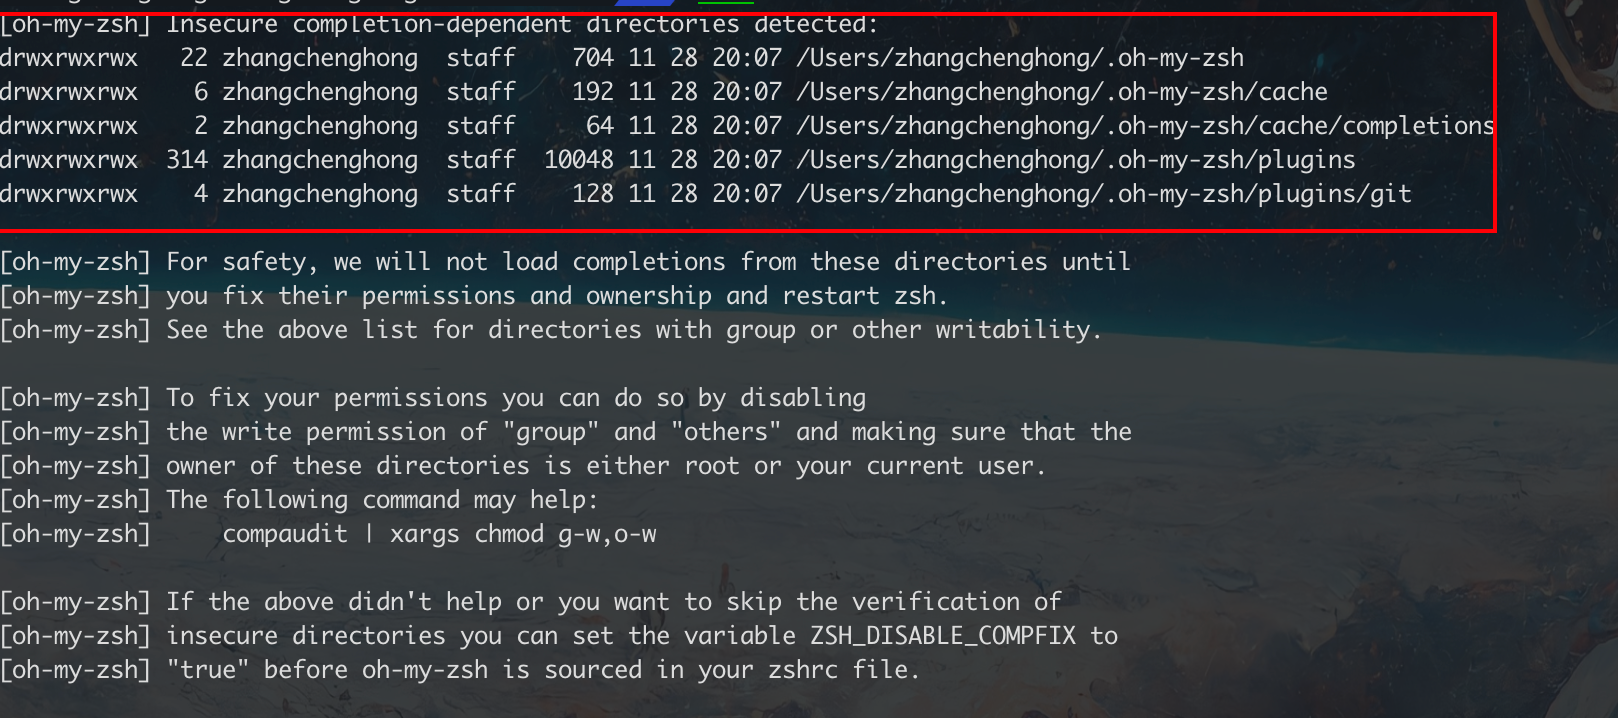 [oh-my-zsh] Insecure completion-dependent directories detected:
drwxrwxrwx   22 zhangchenghong  staff    704 11 28 20:07 /Users/zhangchenghong/.oh-my-zsh
drwxrwxrwx    6 zhangchenghong  staff    192 11 28 20:07 /Users/zhangchenghong/.oh-my-zsh/cache
drwxrwxrwx    2 zhangchenghong  staff     64 11 28 20:07 /Users/zhangchenghong/.oh-my-zsh/cache/completions
drwxrwxrwx  314 zhangchenghong  staff  10048 11 28 20:07 /Users/zhangchenghong/.oh-my-zsh/plugins
drwxrwxrwx    4 zhangchenghong  staff    128 11 28 20:07 /Users/zhangchenghong/.oh-my-zsh/plugins/git
[oh-my-zsh] For safety, we will not load completions from these directories until
[oh-my-zsh] you fix their permissions and ownership and restart zsh.
[oh-my-zsh] See the above list for directories with group or other writability.
[oh-my-zsh] To fix your permissions you can do so by disabling
[oh-my-zsh] the write permission of "group" and "others" and making sure that the
[oh-my-zsh] owner of these directories is either root or your current user.
[oh-my-zsh] The following command may help:
[oh-my-zsh]     compaudit | xargs chmod g-w,o-w
[oh-my-zsh] If the above didn't help or you want to skip the verification of
[oh-my-zsh] insecure directories you can set the variable ZSH_DISABLE_COMPFIX to
[oh-my-zsh] "true" before oh-my-zsh is sourced in your zshrc file.